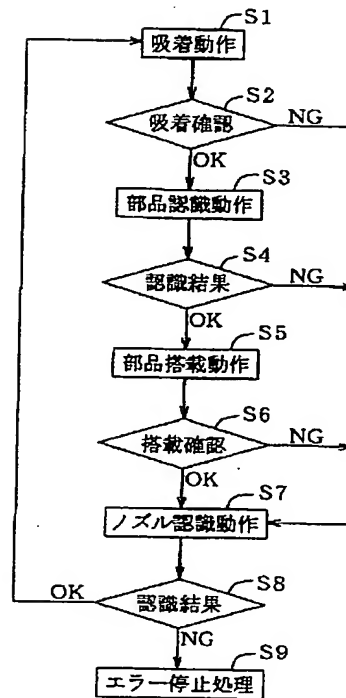 S1
吸着動作
S2
吸着確認
NG
OK
S3
部品認識動作
S4
認識結果
NG
OK
S5
部品搭載動作
S6
搭載確認
NG
OK
S7
ノズル認識動作
S8
OK
認識結果
NG
S9
エラー停止処理